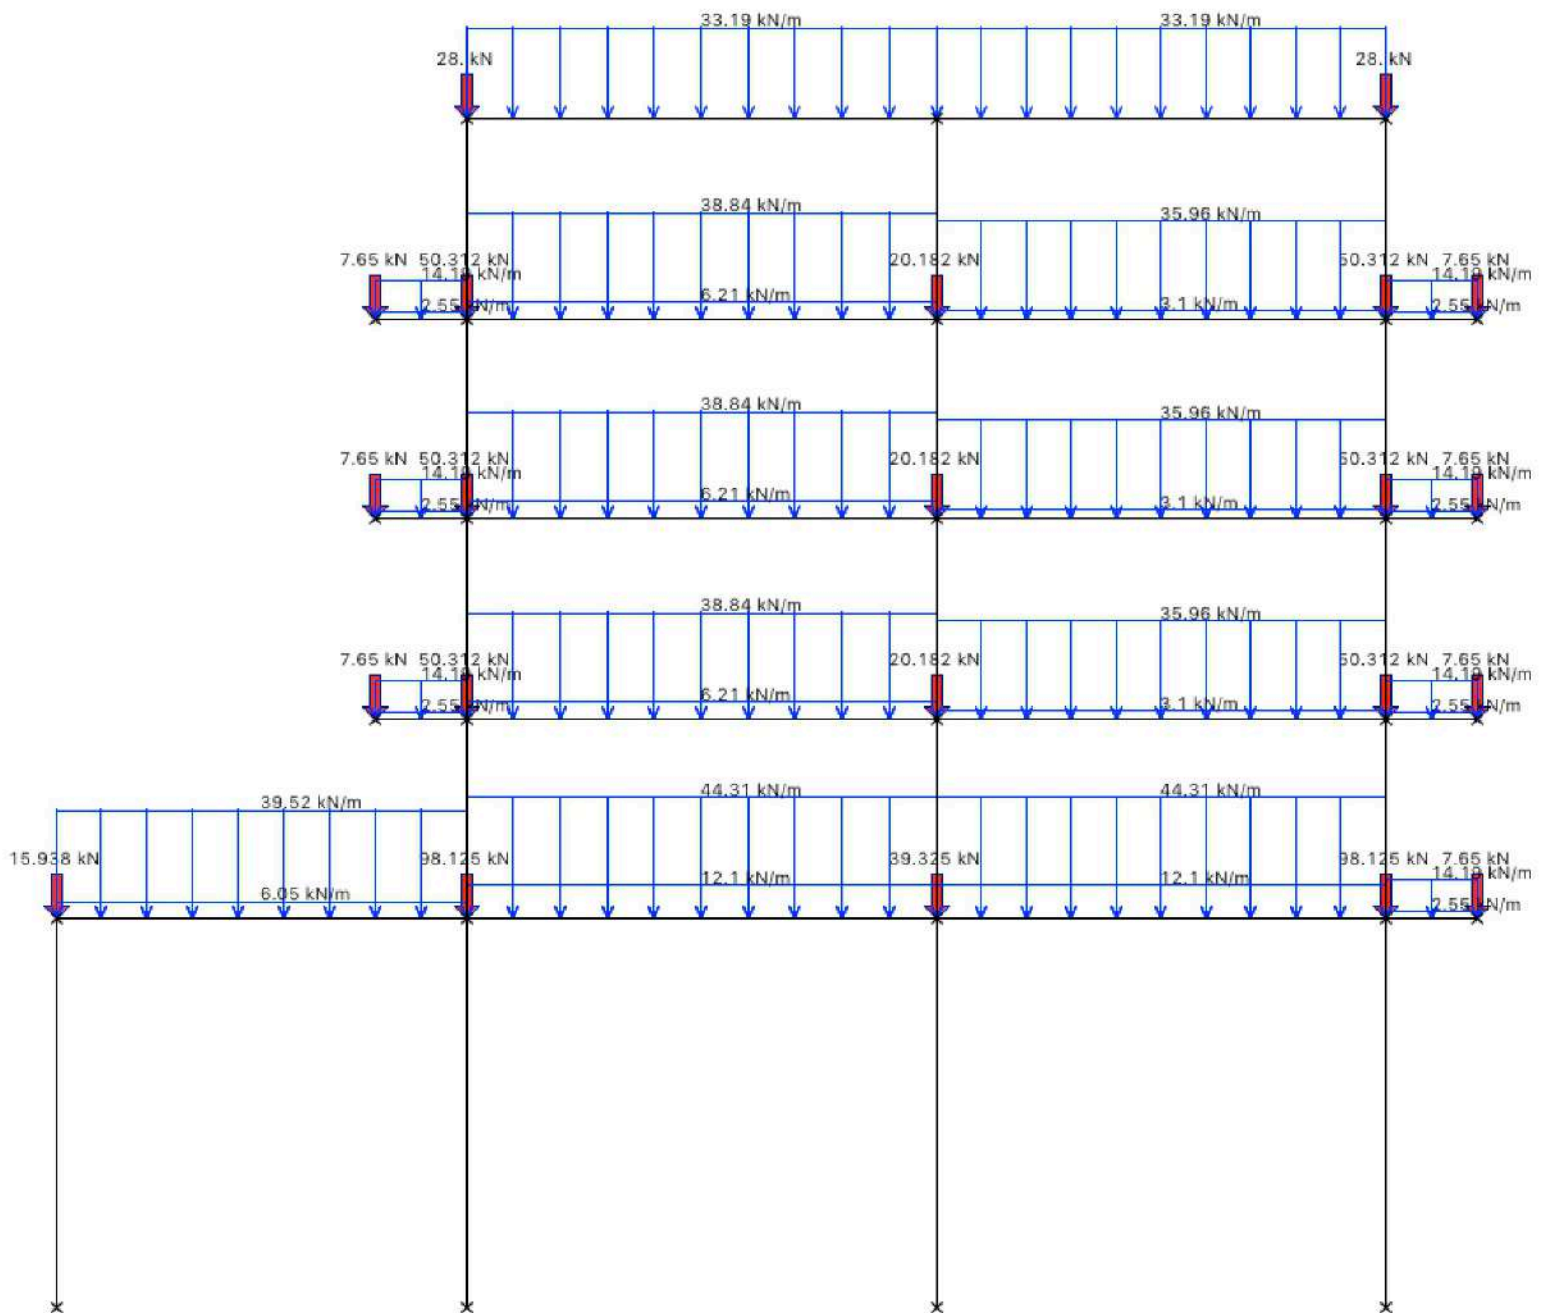 33.19 kN/m 33.19 kN/m
28. kN 28. kN
38.84 kN/m 35.96 kN/m
7.65 kN 50.312 kN 20.182 kN 50.312 kN 7.65 kN
14.19 kN/m 14.19 kN/m
6.21 kN/m 3.1 kN/m
2.55 kN/m 2.55 kN/m
38.84 kN/m 35.96 kN/m
7.65 kN 50.312 kN 20.182 kN 50.312 kN 7.65 kN
14.19 kN/m 14.19 kN/m
6.21 kN/m 3.1 kN/m
2.55 kN/m 2.55 kN/m
38.84 kN/m 35.96 kN/m
7.65 kN 50.312 kN 20.182 kN 50.312 kN 7.65 kN
14.19 kN/m 14.19 kN/m
6.21 kN/m 3.1 kN/m
2.55 kN/m 2.55 kN/m
39.52 kN/m 44.31 kN/m 44.31 kN/m
15.938 kN 98.125 kN 39.325 kN 98.125 kN 7.65 kN
14.19 kN/m
6.05 kN/m 12.1 kN/m 12.1 kN/m
2.55 kN/m